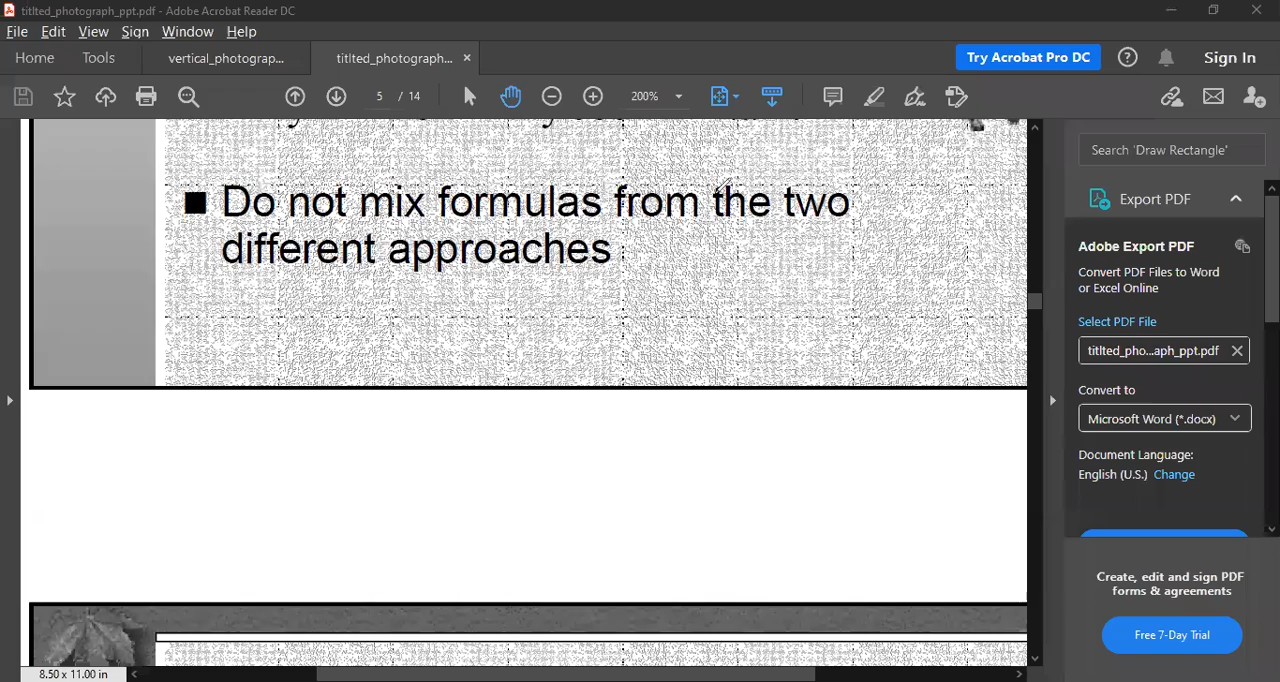 titlted_photograph_ppt.pdf - Adobe Acrobat Reader DC
File Edit View Sign Window Help
Home Tools vertical_photograp... titlted_photograph... × Try Acrobat Pro DC ? Sign In
5 / 14 200%
Search 'Draw Rectangle'
Export PDF
■ Do not mix formulas from the two
different approaches
Adobe Export PDF
Convert PDF Files to Word
or Excel Online
Select PDF File
titlted_pho...aph_ppt.pdf
Convert to
Microsoft Word (*.docx)
Document Language:
English (U.S.) Change
Create, edit and sign PDF
forms & agreements
Free 7-Day Trial
8.50 x 11.00 in